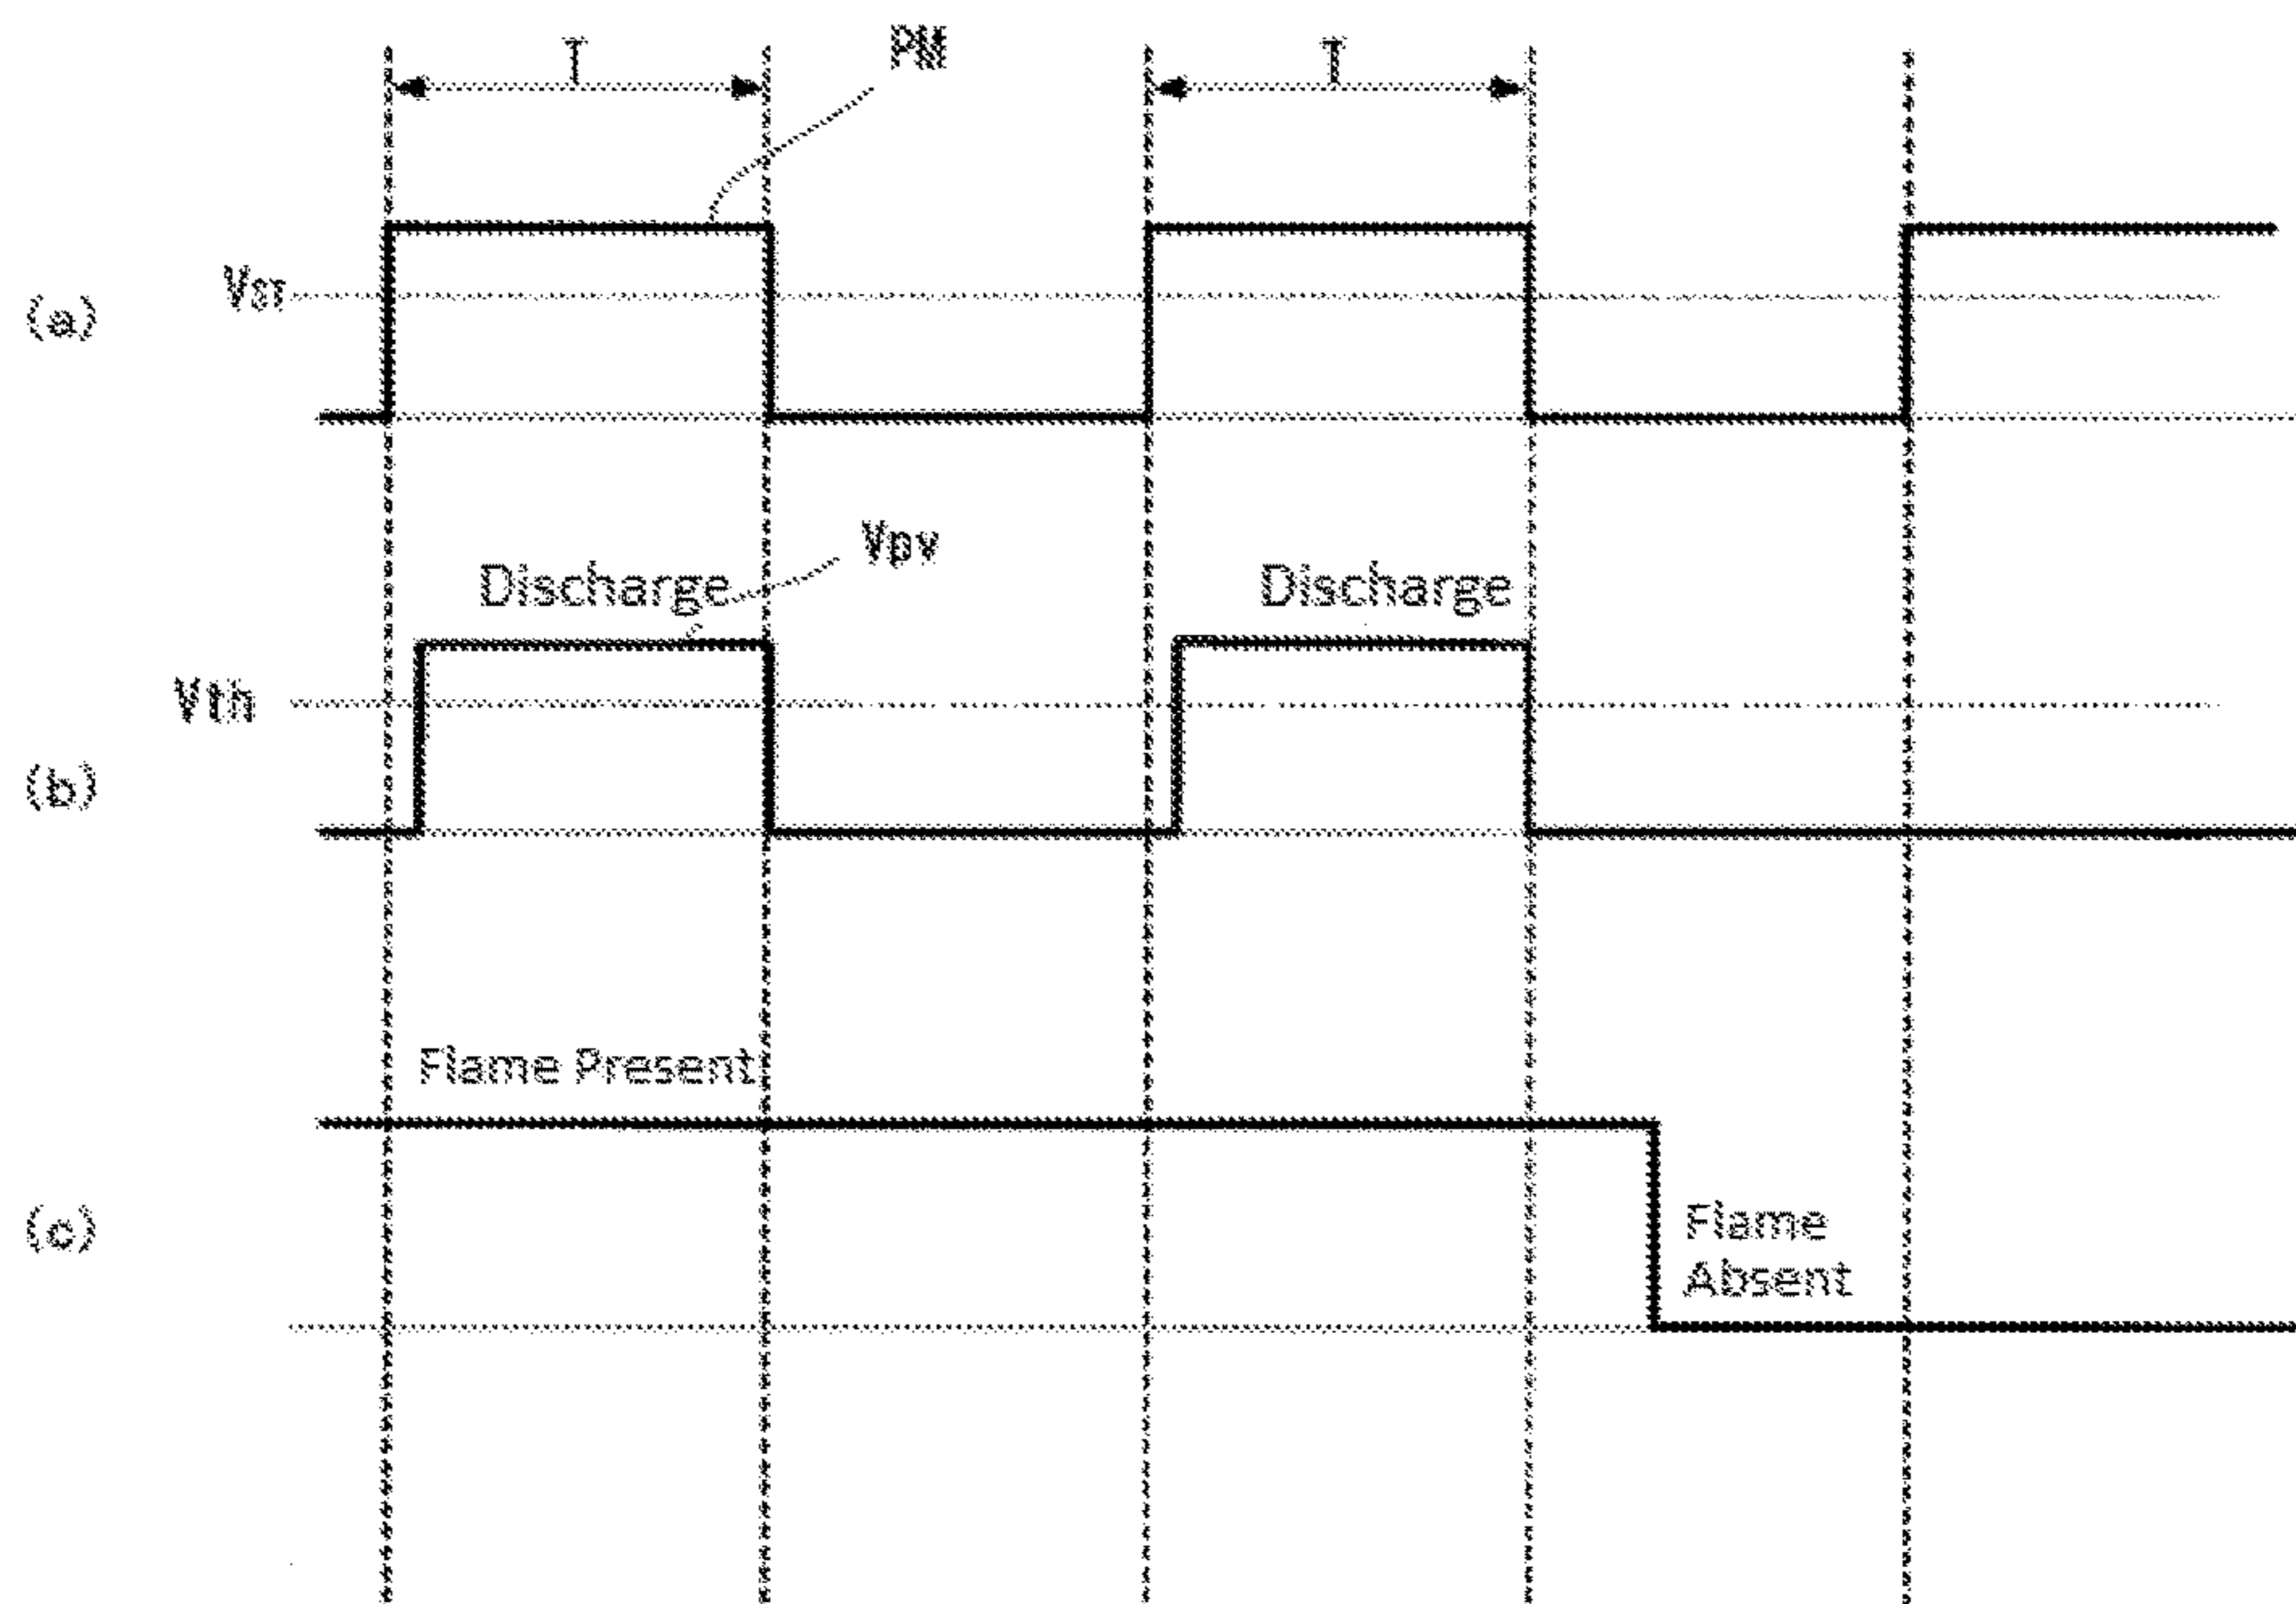 T
PM
T
VST
(a)
Vpv
Discharge
Discharge
Vth
(b)
Flame Present
(c)
Flame
Absent